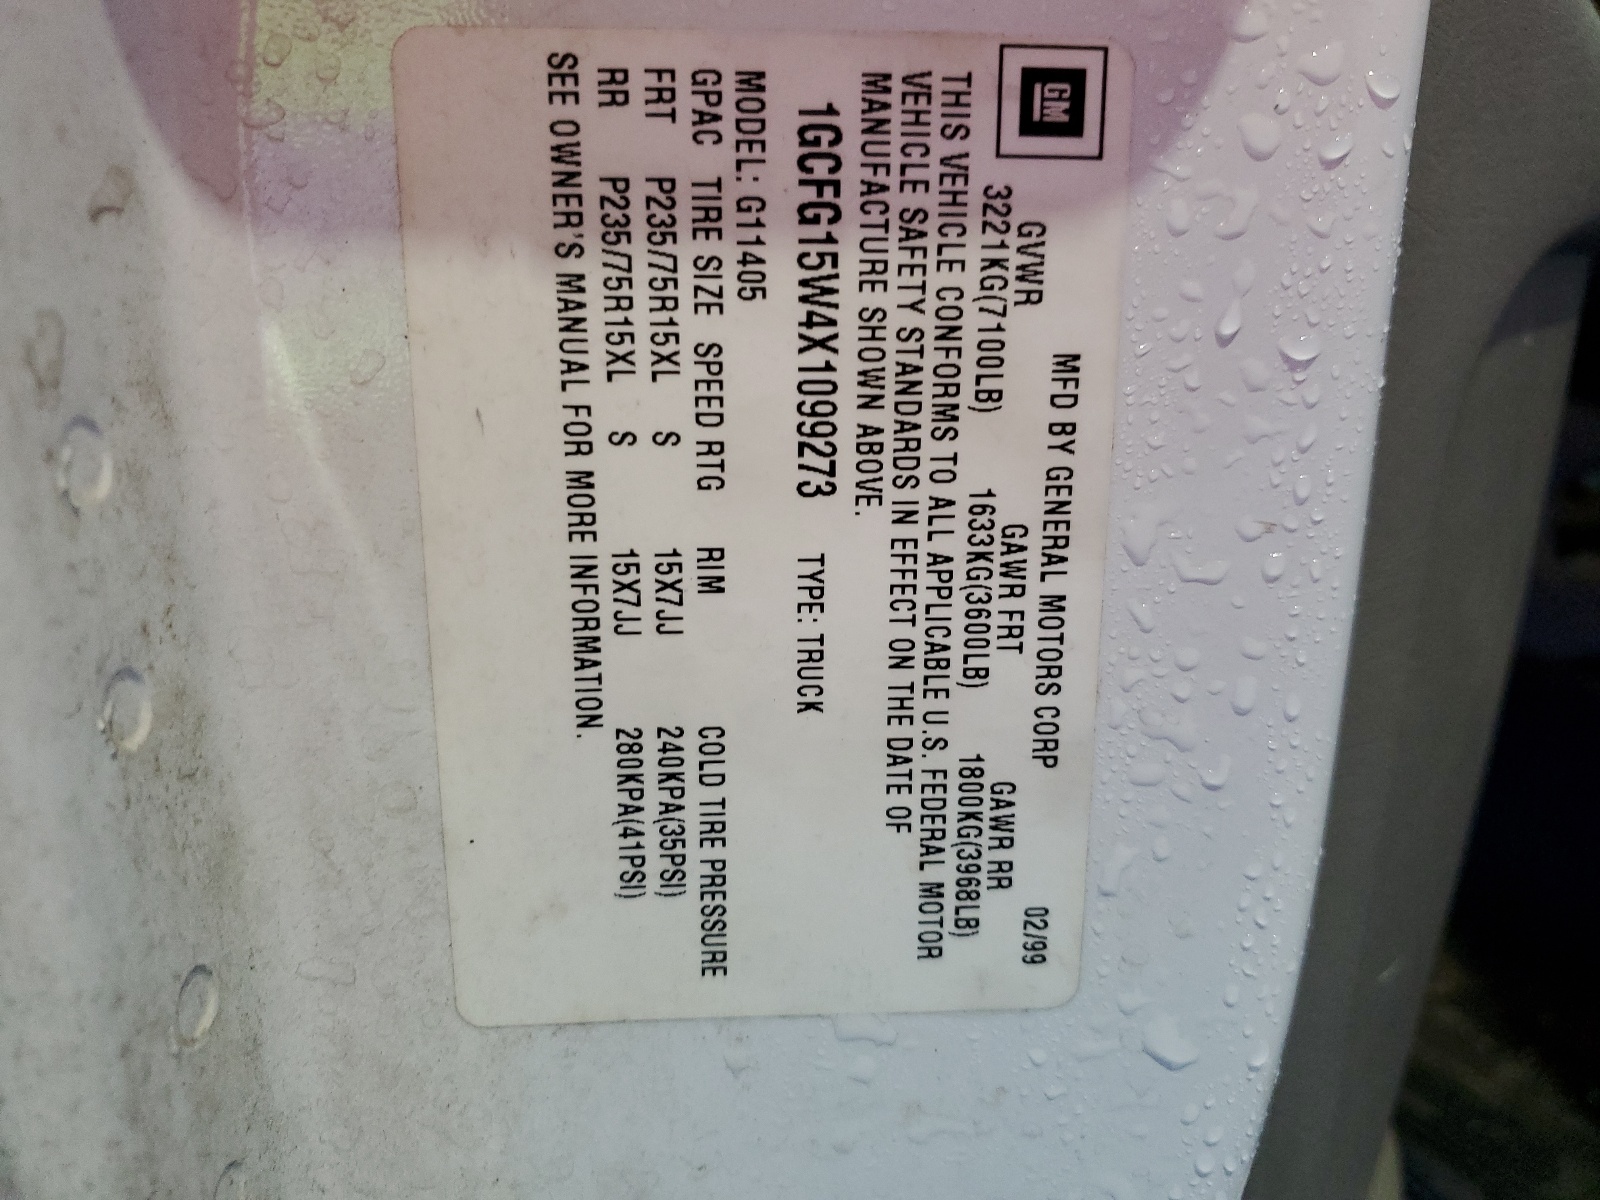 GM
MFD BY GENERAL MOTORS CORP 02/99
GVWR GAWR FRT GAWR RR
3221KG(7100LB) 1633KG(3600LB) 1800KG(3968LB)
THIS VEHICLE CONFORMS TO ALL APPLICABLE U.S. FEDERAL MOTOR
VEHICLE SAFETY STANDARDS IN EFFECT ON THE DATE OF
MANUFACTURE SHOWN ABOVE.
1GCFG15W4X1099273 TYPE: TRUCK
MODEL: G11405
GPAC TIRE SIZE SPEED RTG RIM COLD TIRE PRESSURE
FRT P235/75R15XL S 15X7JJ 240KPA(35PSI)
RR P235/75R15XL S 15X7JJ 280KPA(41PSI)
SEE OWNER'S MANUAL FOR MORE INFORMATION.